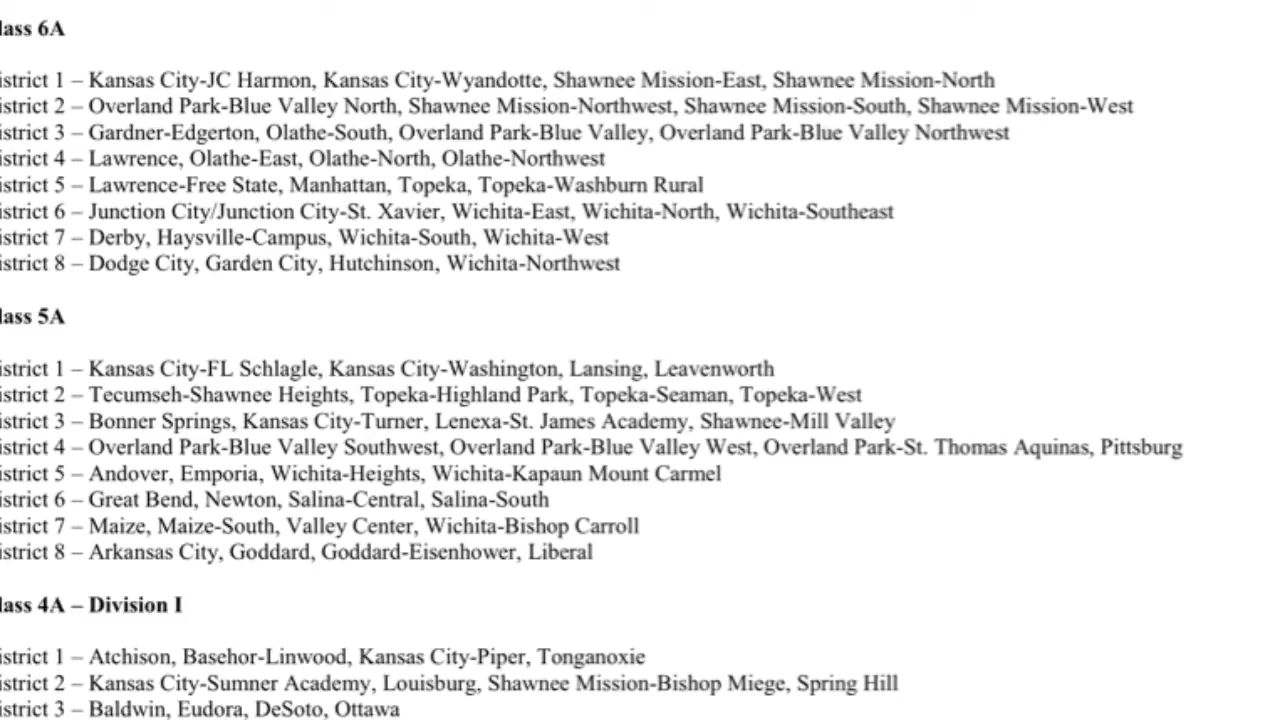 lass 6A
istrict 1 – Kansas City-JC Harmon, Kansas City-Wyandotte, Shawnee Mission-East, Shawnee Mission-North
istrict 2 – Overland Park-Blue Valley North, Shawnee Mission-Northwest, Shawnee Mission-South, Shawnee Mission-West
istrict 3 – Gardner-Edgerton, Olathe-South, Overland Park-Blue Valley, Overland Park-Blue Valley Northwest
istrict 4 – Lawrence, Olathe-East, Olathe-North, Olathe-Northwest
istrict 5 – Lawrence-Free State, Manhattan, Topeka, Topeka-Washburn Rural
istrict 6 – Junction City/Junction City-St. Xavier, Wichita-East, Wichita-North, Wichita-Southeast
istrict 7 – Derby, Haysville-Campus, Wichita-South, Wichita-West
istrict 8 – Dodge City, Garden City, Hutchinson, Wichita-Northwest
lass 5A
istrict 1 – Kansas City-FL Schlagle, Kansas City-Washington, Lansing, Leavenworth
istrict 2 – Tecumseh-Shawnee Heights, Topeka-Highland Park, Topeka-Seaman, Topeka-West
istrict 3 – Bonner Springs, Kansas City-Turner, Lenexa-St. James Academy, Shawnee-Mill Valley
istrict 4 – Overland Park-Blue Valley Southwest, Overland Park-Blue Valley West, Overland Park-St. Thomas Aquinas, Pittsburg
istrict 5 – Andover, Emporia, Wichita-Heights, Wichita-Kapaun Mount Carmel
istrict 6 – Great Bend, Newton, Salina-Central, Salina-South
istrict 7 – Maize, Maize-South, Valley Center, Wichita-Bishop Carroll
istrict 8 – Arkansas City, Goddard, Goddard-Eisenhower, Liberal
lass 4A – Division I
istrict 1 – Atchison, Basehor-Linwood, Kansas City-Piper, Tonganoxie
istrict 2 – Kansas City-Sumner Academy, Louisburg, Shawnee Mission-Bishop Miege, Spring Hill
istrict 3 – Baldwin, Eudora, DeSoto, Ottawa